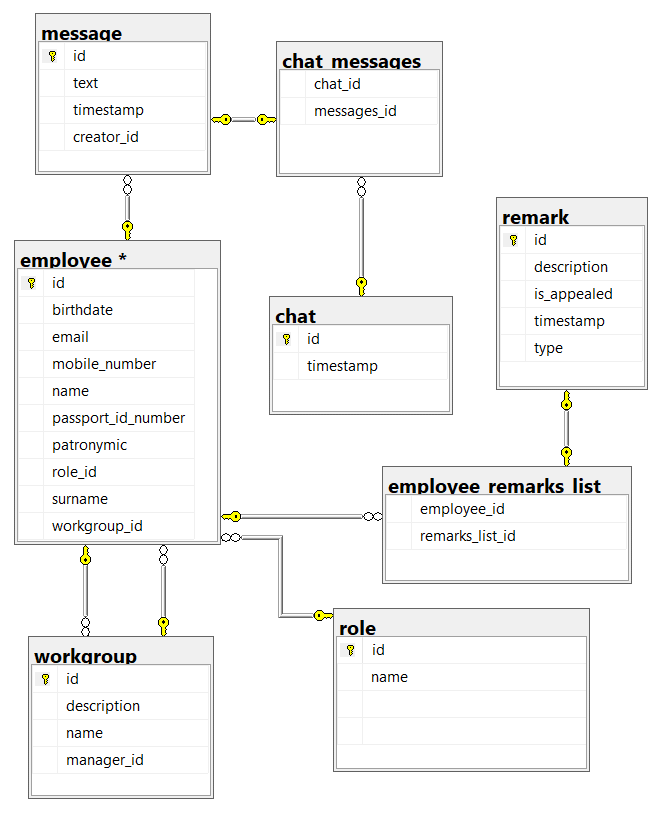 message
id
text
timestamp
creator_id
chat_messages
chat_id
messages_id
remark
id
description
is_appealed
timestamp
type
employee *
id
birthdate
email
mobile_number
name
passport_id_number
patronymic
role_id
surname
workgroup_id
chat
id
timestamp
employee_remarks_list
employee_id
remarks_list_id
role
id
name
workgroup
id
description
name
manager_id